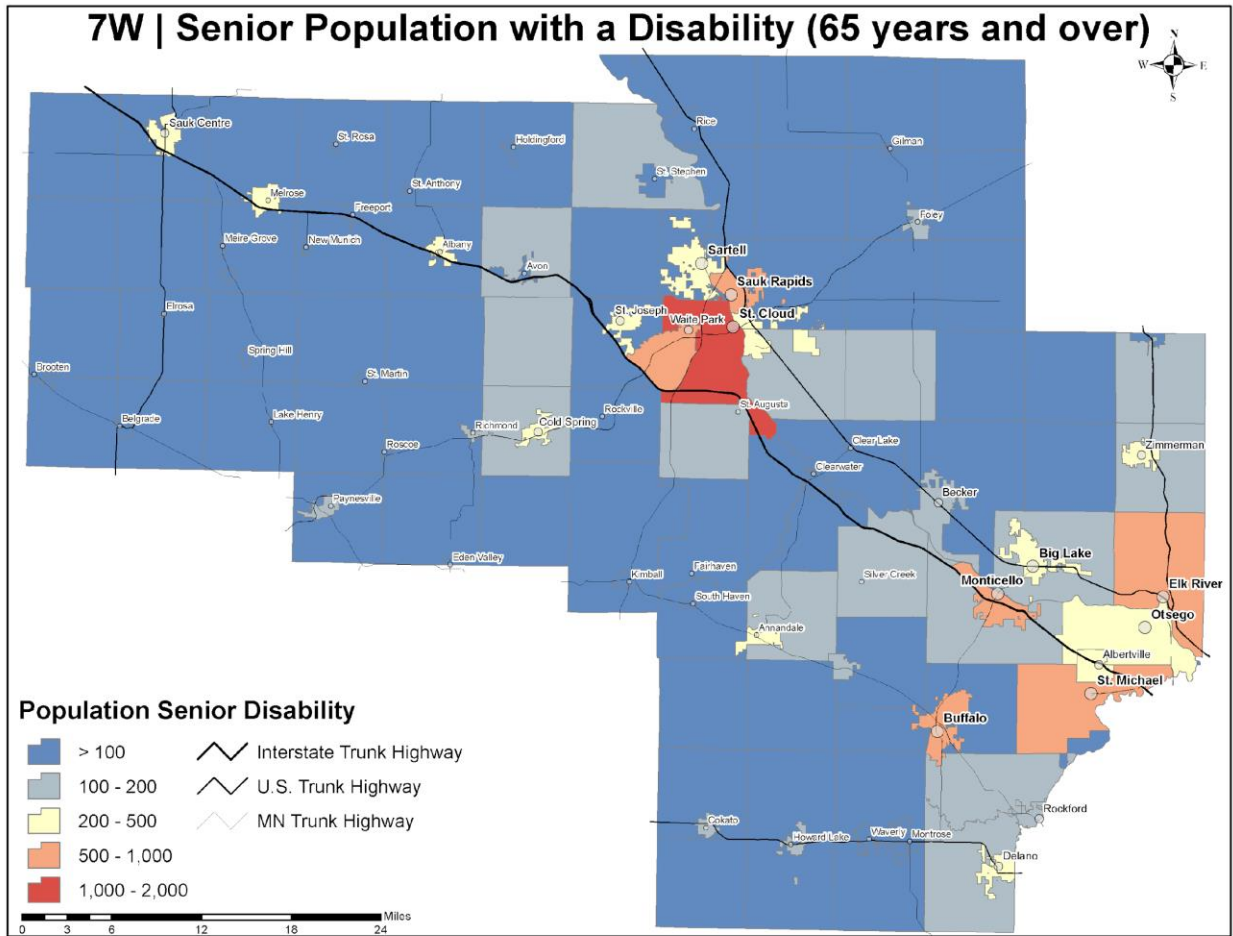 7W | Senior Population with a Disability (65 years and over)
N
W E
S
Sauk Centre
St. Rosa
Holdingford
Rice
Gilman
St. Stephen
Melrose
St. Anthony
Freeport
Foley
Meire Grove
New Munich
Albany
Avon
Sartell
Sauk Rapids
Elrosa
St. Joseph
Waite Park
St. Cloud
Spring Hill
Brooten
St. Martin
Belgrade
Lake Henry
Richmond
Cold Spring
Rockville
St. Augusta
Roscoe
Clear Lake
Clearwater
Zimmerman
Paynesville
Becker
Eden Valley
Kimball
Fairhaven
Silver Creek
Big Lake
Monticello
Elk River
South Haven
Otsego
Annandale
Albertville
St. Michael
Buffalo
Rockford
Cokato
Howard Lake
Waverly
Montrose
Delano
Population Senior Disability
> 100
100 - 200
200 - 500
500 - 1,000
1,000 - 2,000
Interstate Trunk Highway
U.S. Trunk Highway
MN Trunk Highway
Miles
0 3 6 12 18 24